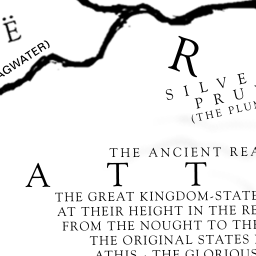 Ë
AGWATER)
R
SILVE
PRU
(THE PLU
THE ANCIENT REA
A T T
THE GREAT KINGDOM-STATE
AT THEIR HEIGHT IN THE RE
FROM THE NOUGHT TO THE
THE ORIGINAL STATES
ATHIS · THE GLORIOUS